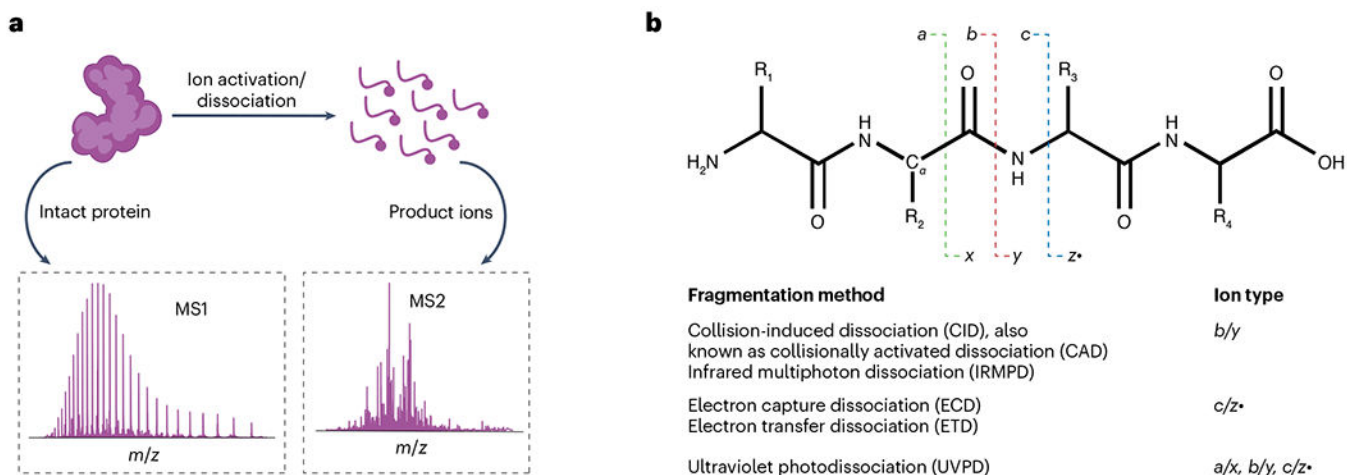 a
Ion activation/
dissociation
Intact protein
Product ions
MS1
m/z
MS2
m/z
b
a b c
R₁ O R₃ O
H H
H₂N Cα N OH
O R₂ H O R₄
x y z•
Fragmentation method Ion type
Collision-induced dissociation (CID), also b/y
known as collisionally activated dissociation (CAD)
Infrared multiphoton dissociation (IRMPD)
Electron capture dissociation (ECD) c/z•
Electron transfer dissociation (ETD)
Ultraviolet photodissociation (UVPD) a/x, b/y, c/z•